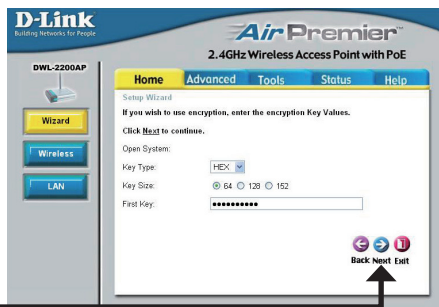 D-Link
Building Networks for People
Air Premier™
2.4GHz Wireless Access Point with PoE
DWL-2200AP
Home Advanced Tools Status Help
Setup Wizard
If you wish to use encryption, enter the encryption Key Values.
Click Next to continue.
Wizard
Wireless
LAN
Open System:
Key Type: HEX
Key Size: 64 128 152
First Key: ••••••••••
Back Next Exit